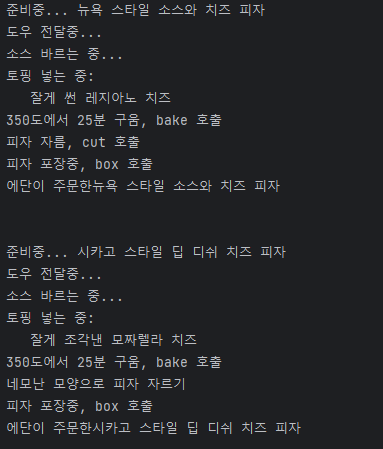 준비중... 뉴욕 스타일 소스와 치즈 피자
도우 전달중...
소스 바르는 중...
토핑 넣는 중:
잘게 썬 레지아노 치즈
350도에서 25분 구움, bake 호출
피자 자름, cut 호출
피자 포장중, box 호출
에단이 주문한뉴욕 스타일 소스와 치즈 피자
준비중... 시카고 스타일 딥 디쉬 치즈 피자
도우 전달중...
소스 바르는 중...
토핑 넣는 중:
잘게 조각낸 모짜렐라 치즈
350도에서 25분 구움, bake 호출
네모난 모양으로 피자 자르기
피자 포장중, box 호출
에단이 주문한시카고 스타일 딥 디쉬 치즈 피자